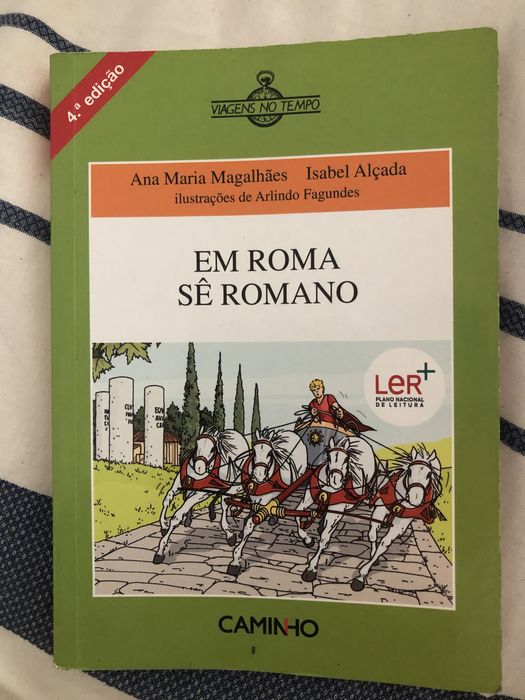 4.ª edição
VIAGENS NO TEMPO
Ana Maria Magalhães Isabel Alçada
ilustrações de Arlindo Fagundes
EM ROMA
SÊ ROMANO
LeR+
PLANO NACIONAL
DE LEITURA
CAMINHO